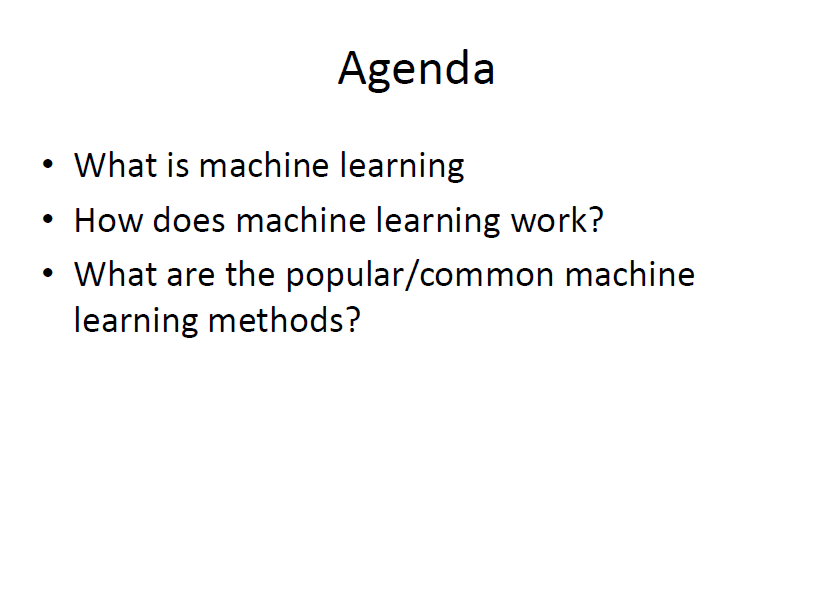 Agenda
• What is machine learning
• How does machine learning work?
• What are the popular/common machine
learning methods?